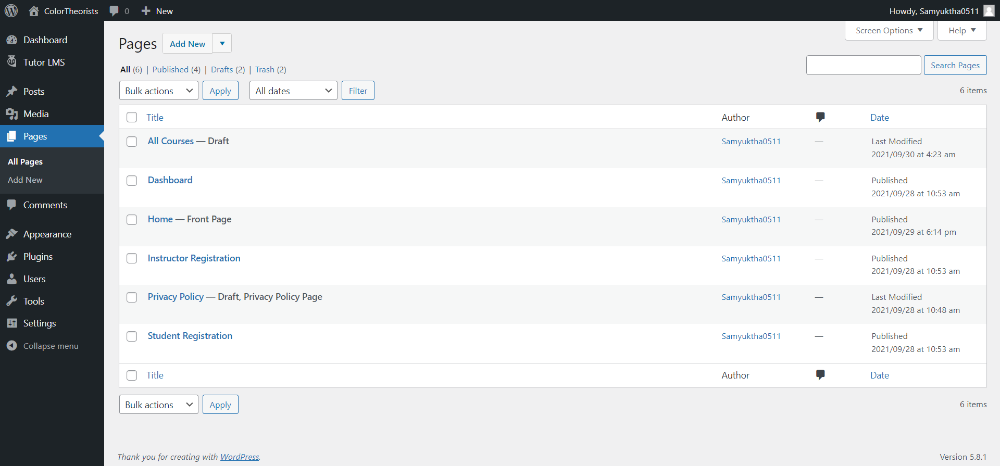 ColorTheorists 0 New Howdy, Samyuktha0511
Screen Options Help
Dashboard
Tutor LMS
Posts
Media
Pages
All Pages
Add New
Comments
Appearance
Plugins
Users
Tools
Settings
Collapse menu
Pages Add New
All (6) | Published (4) | Drafts (2) | Trash (2)
Search Pages
Bulk actions Apply All dates Filter 6 items
Title Author Date
All Courses — Draft Samyuktha0511 — Last Modified
2021/09/30 at 4:23 am
Dashboard Samyuktha0511 — Published
2021/09/28 at 10:53 am
Home — Front Page Samyuktha0511 — Published
2021/09/29 at 6:14 pm
Instructor Registration Samyuktha0511 — Published
2021/09/28 at 10:53 am
Privacy Policy — Draft, Privacy Policy Page Samyuktha0511 — Last Modified
2021/09/28 at 10:48 am
Student Registration Samyuktha0511 — Published
2021/09/28 at 10:53 am
Title Author Date
Bulk actions Apply 6 items
Thank you for creating with WordPress. Version 5.8.1